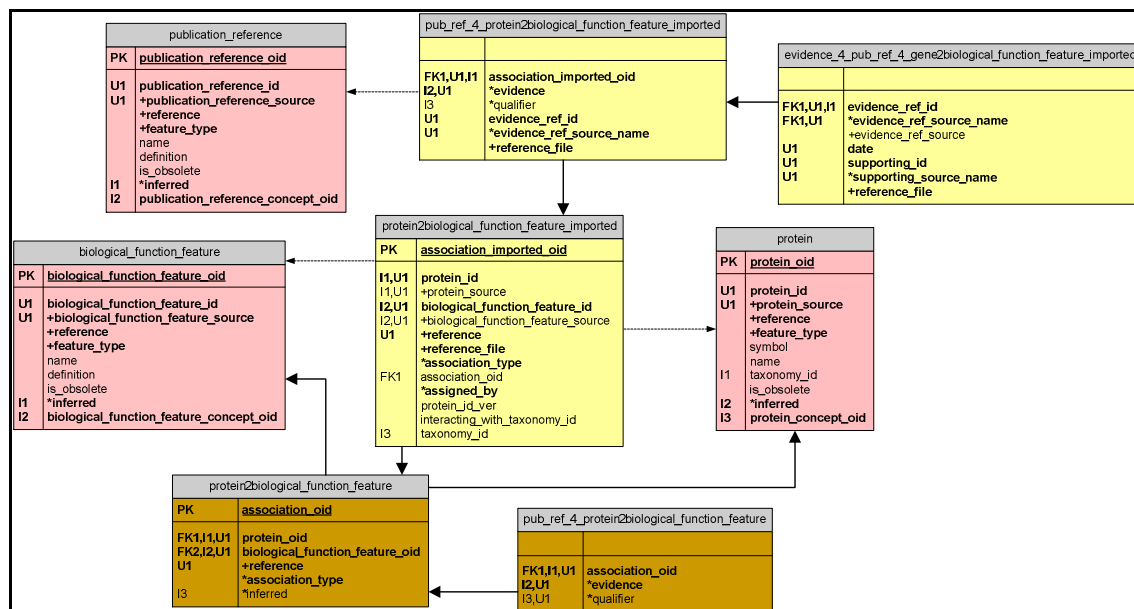 publication_reference
PK publication_reference_oid
U1 publication_reference_id
U1 +publication_reference_source
+reference
+feature_type
name
definition
is_obsolete
I1 *inferred
I2 publication_reference_concept_oid
pub_ref_4_protein2biological_function_feature_imported
FK1,U1,I1 association_imported_oid
I2,U1 *evidence
I3 *qualifier
U1 evidence_ref_id
U1 *evidence_ref_source_name
+reference_file
evidence_4_pub_ref_4_gene2biological_function_feature_imported
FK1,U1,I1 evidence_ref_id
FK1,U1 *evidence_ref_source_name
+evidence_ref_source
U1 date
U1 supporting_id
U1 *supporting_source_name
+reference_file
biological_function_feature
PK biological_function_feature_oid
U1 biological_function_feature_id
U1 +biological_function_feature_source
+reference
+feature_type
name
definition
is_obsolete
I1 *inferred
I2 biological_function_feature_concept_oid
protein2biological_function_feature_imported
PK association_imported_oid
I1,U1 protein_id
I1,U1 +protein_source
I2,U1 biological_function_feature_id
I2,U1 +biological_function_feature_source
U1 +reference
+reference_file
*association_type
FK1 association_oid
*assigned_by
protein_id_ver
interacting_with_taxonomy_id
I3 taxonomy_id
protein
PK protein_oid
U1 protein_id
U1 +protein_source
+reference
+feature_type
symbol
name
I1 taxonomy_id
is_obsolete
I2 *inferred
I3 protein_concept_oid
protein2biological_function_feature
PK association_oid
FK1,I1,U1 protein_oid
FK2,I2,U1 biological_function_feature_oid
U1 +reference
*association_type
I3 *inferred
pub_ref_4_protein2biological_function_feature
FK1,I1,U1 association_oid
I2,U1 *evidence
I3,U1 *qualifier